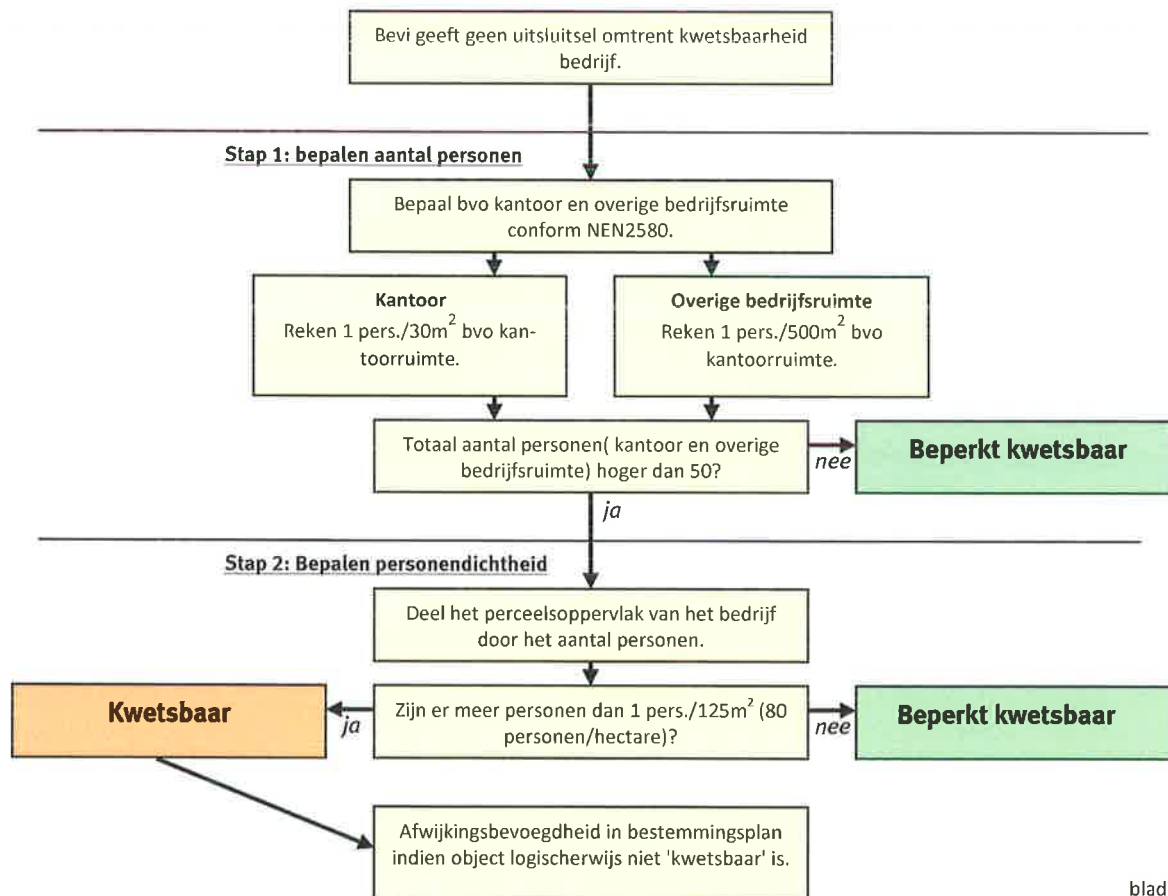 Bevi geeft geen uitsluitsel omtrent kwetsbaarheid
bedrijf.
Stap 1: bepalen aantal personen
Bepaal bvo kantoor en overige bedrijfsruimte
conform NEN2580.
Kantoor
Reken 1 pers./30m² bvo kan-
toorruimte.
Overige bedrijfsruimte
Reken 1 pers./500m² bvo
kantoorruimte.
Totaal aantal personen( kantoor en overige
bedrijfsruimte) hoger dan 50?
nee
Beperkt kwetsbaar
ja
Stap 2: Bepalen personendichtheid
Deel het perceelsoppervlak van het bedrijf
door het aantal personen.
Kwetsbaar
ja
Zijn er meer personen dan 1 pers./125m² (80
personen/hectare)?
nee
Beperkt kwetsbaar
Afwijkingsbevoegdheid in bestemmingsplan
indien object logischerwijs niet 'kwetsbaar' is.
blad